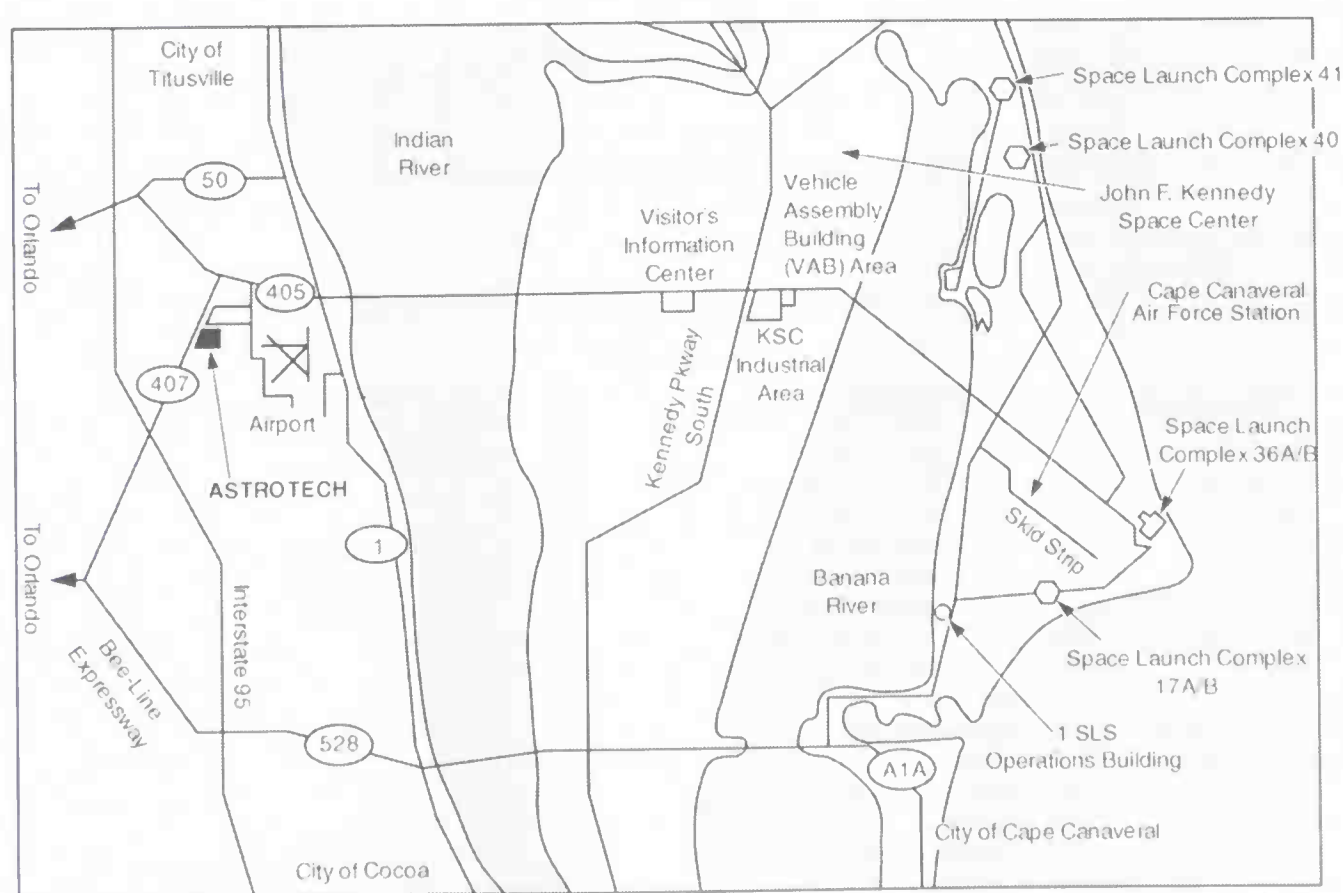 City of
Titusville
Space Launch Complex 41
Space Launch Complex 40
Indian
River
50
To Orlando
Vehicle
Assembly
Building
(VAB) Area
John F. Kennedy
Space Center
Visitor's
Information
Center
405
Cape Canaveral
Air Force Station
KSC
Industrial
Area
407
Airport
Kennedy Pkway
South
Space Launch
Complex 36A/B
ASTROTECH
Skid Strip
1
To Orlando
Interstate 95
Banana
River
Bee-Line
Expressway
Space Launch Complex
17A/B
528
1 SLS
Operations Building
A1A
City of Cape Canaveral
City of Cocoa